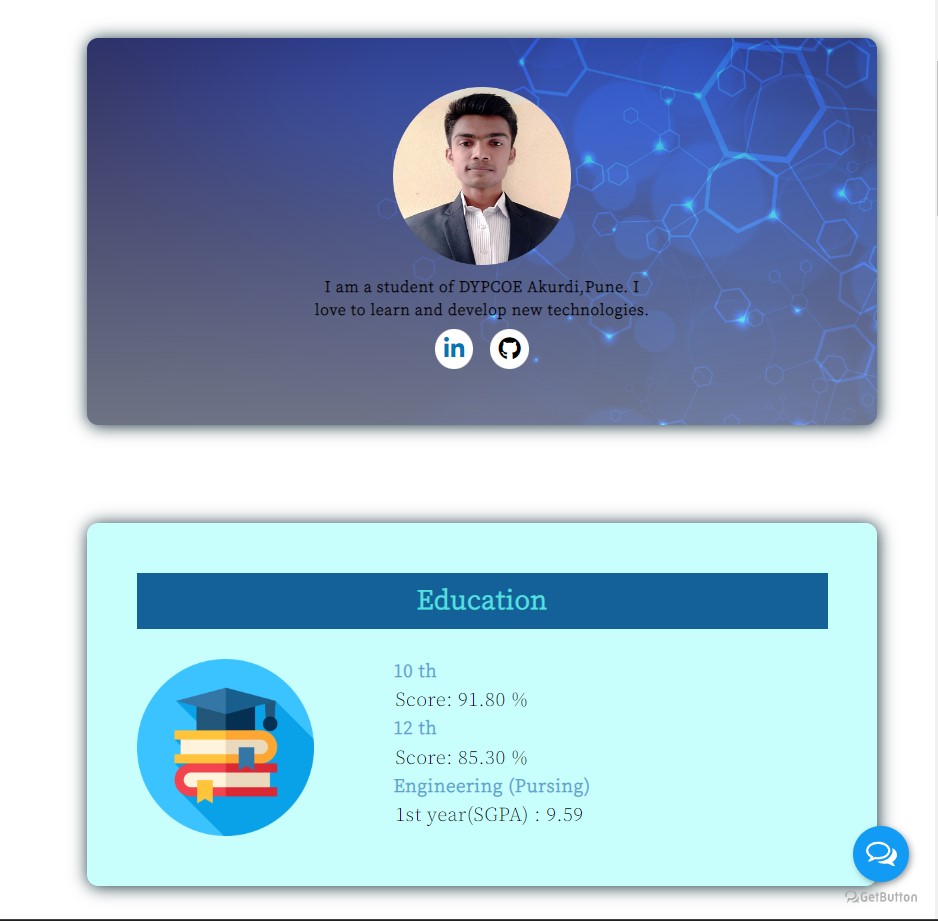 I am a student of DYPCOE Akurdi,Pune. I
love to learn and develop new technologies.
in
Education
10 th
Score: 91.80 %
12 th
Score: 85.30 %
Engineering (Pursing)
1st year(SGPA) : 9.59
GetButton